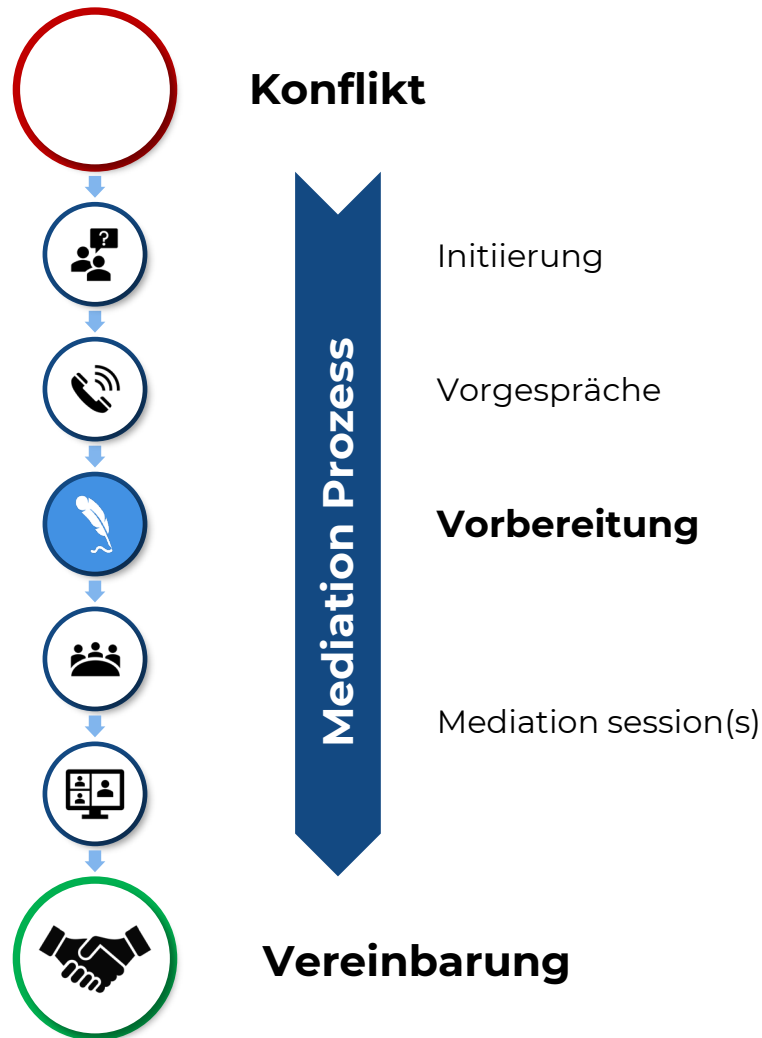 Konflikt
Initiierung
Vorgespräche
Mediation Prozess
Vorbereitung
Mediation session(s)
Vereinbarung